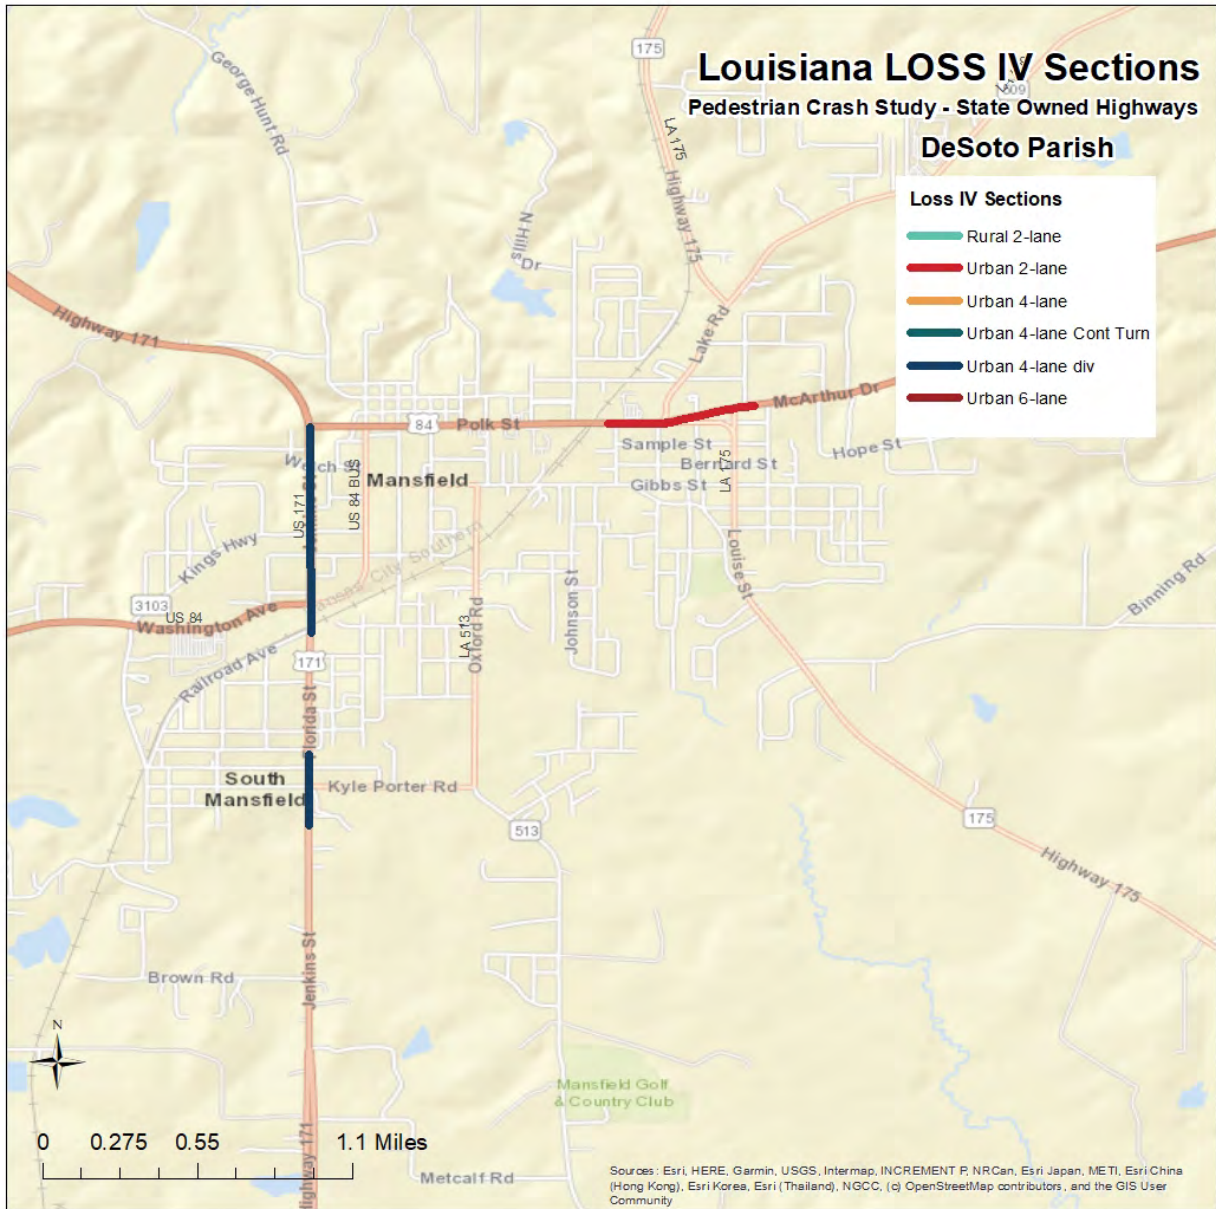 Louisiana LOSS IV Sections
Pedestrian Crash Study - State Owned Highways
DeSoto Parish
Loss IV Sections
Rural 2-lane
Urban 2-lane
Urban 4-lane
Urban 4-lane Cont Turn
Urban 4-lane div
Urban 6-lane
175
George Hunt Rd
LA 175
Highway 175
N Hills
Dr
Highway 171
Lake Rd
McArthur Dr
84
Polk St
Sample St
Hope St
Bernard St
Gibbs St
LA 175
Mansfield
US 171
US 84 BUS
Kings Hwy
Kansas City Southern
Louise St
Binning Rd
3103
US 84
Washington Ave
Johnson St
LA 513
Oxford Rd
171
Railroad Ave
Florida St
South
Mansfield
Kyle Porter Rd
513
175
Highway 175
Brown Rd
Jenkins St
N
Mansfield Golf
& Country Club
0 0.275 0.55 1.1 Miles
Highway 171
Metcalf Rd
Sources: Esri, HERE, Garmin, USGS, Intermap, INCREMENT P, NRCan, Esri Japan, METI, Esri China
(Hong Kong), Esri Korea, Esri (Thailand), NGCC, (c) OpenStreetMap contributors, and the GIS User
Community